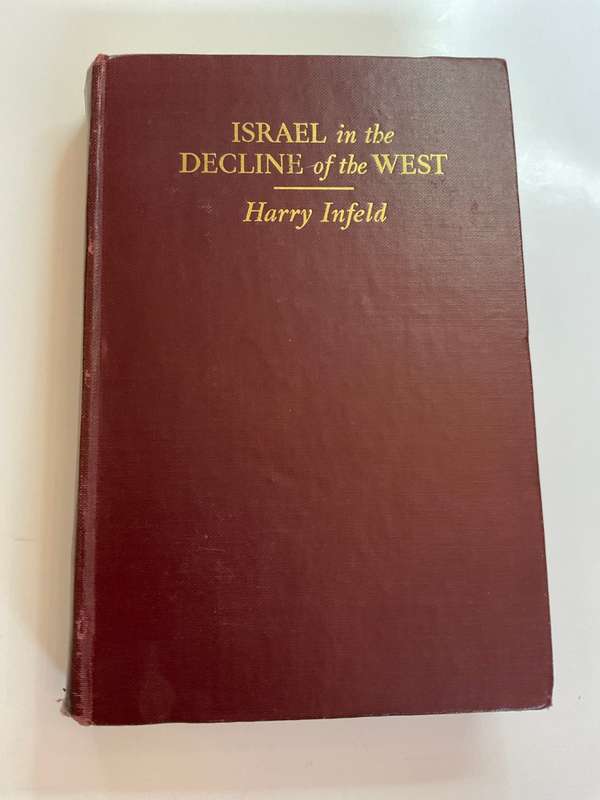 ISRAEL in the
DECLINE of the WEST
Harry Infeld